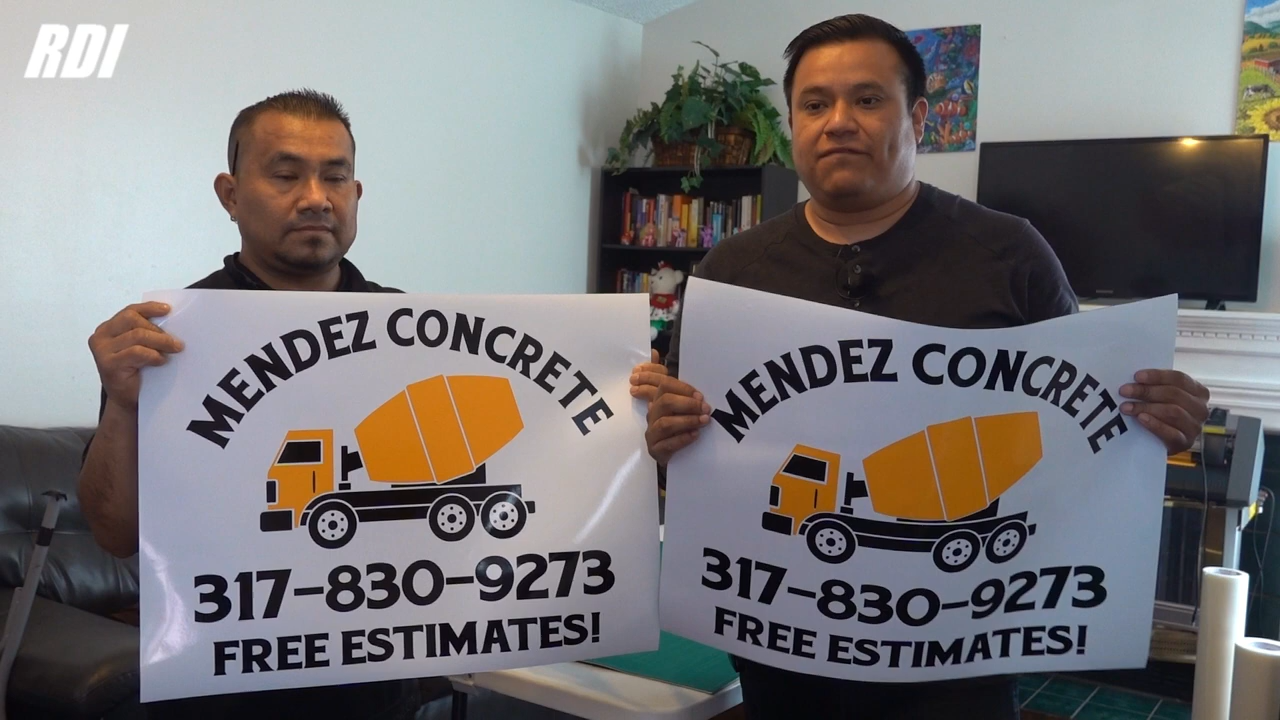 RDI
MENDEZ CONCRETE
317-830-9273
FREE ESTIMATES!
MENDEZ CONCRETE
317-830-9273
FREE ESTIMATES!